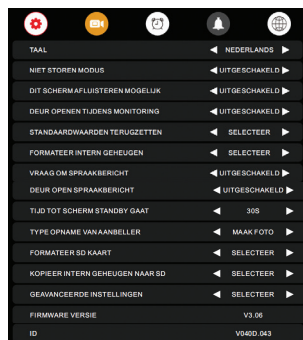 TAAL ◀ NEDERLANDS ▶
NIET STOREN MODUS ◀ UITGESCHAKELD ▶
DIT SCHERM AFLUISTEREN MOGELIJK ◀ UITGESCHAKELD ▶
DEUR OPENEN TIJDENS MONITORING ◀ UITGESCHAKELD ▶
STANDAARDWAARDEN TERUGZETTEN ◀ SELECTEER ▶
FORMATEER INTERN GEHEUGEN ◀ SELECTEER ▶
VRAAG OM SPRAAKBERICHT ◀ UITGESCHAKELD ▶
DEUR OPEN SPRAAKBERICHT ◀ UITGESCHAKELD ▶
TIJD TOT SCHERM STANDBY GAAT ◀ 30S ▶
TYPE OPNAME VAN AANBELLER ◀ MAAK FOTO ▶
FORMATEER SD KAART ◀ SELECTEER ▶
KOPIEER INTERN GEHEUGEN NAAR SD ◀ SELECTEER ▶
GEAVANCEERDE INSTELLINGEN ◀ SELECTEER ▶
FIRMWARE VERSIE V3.06
ID V040D.043